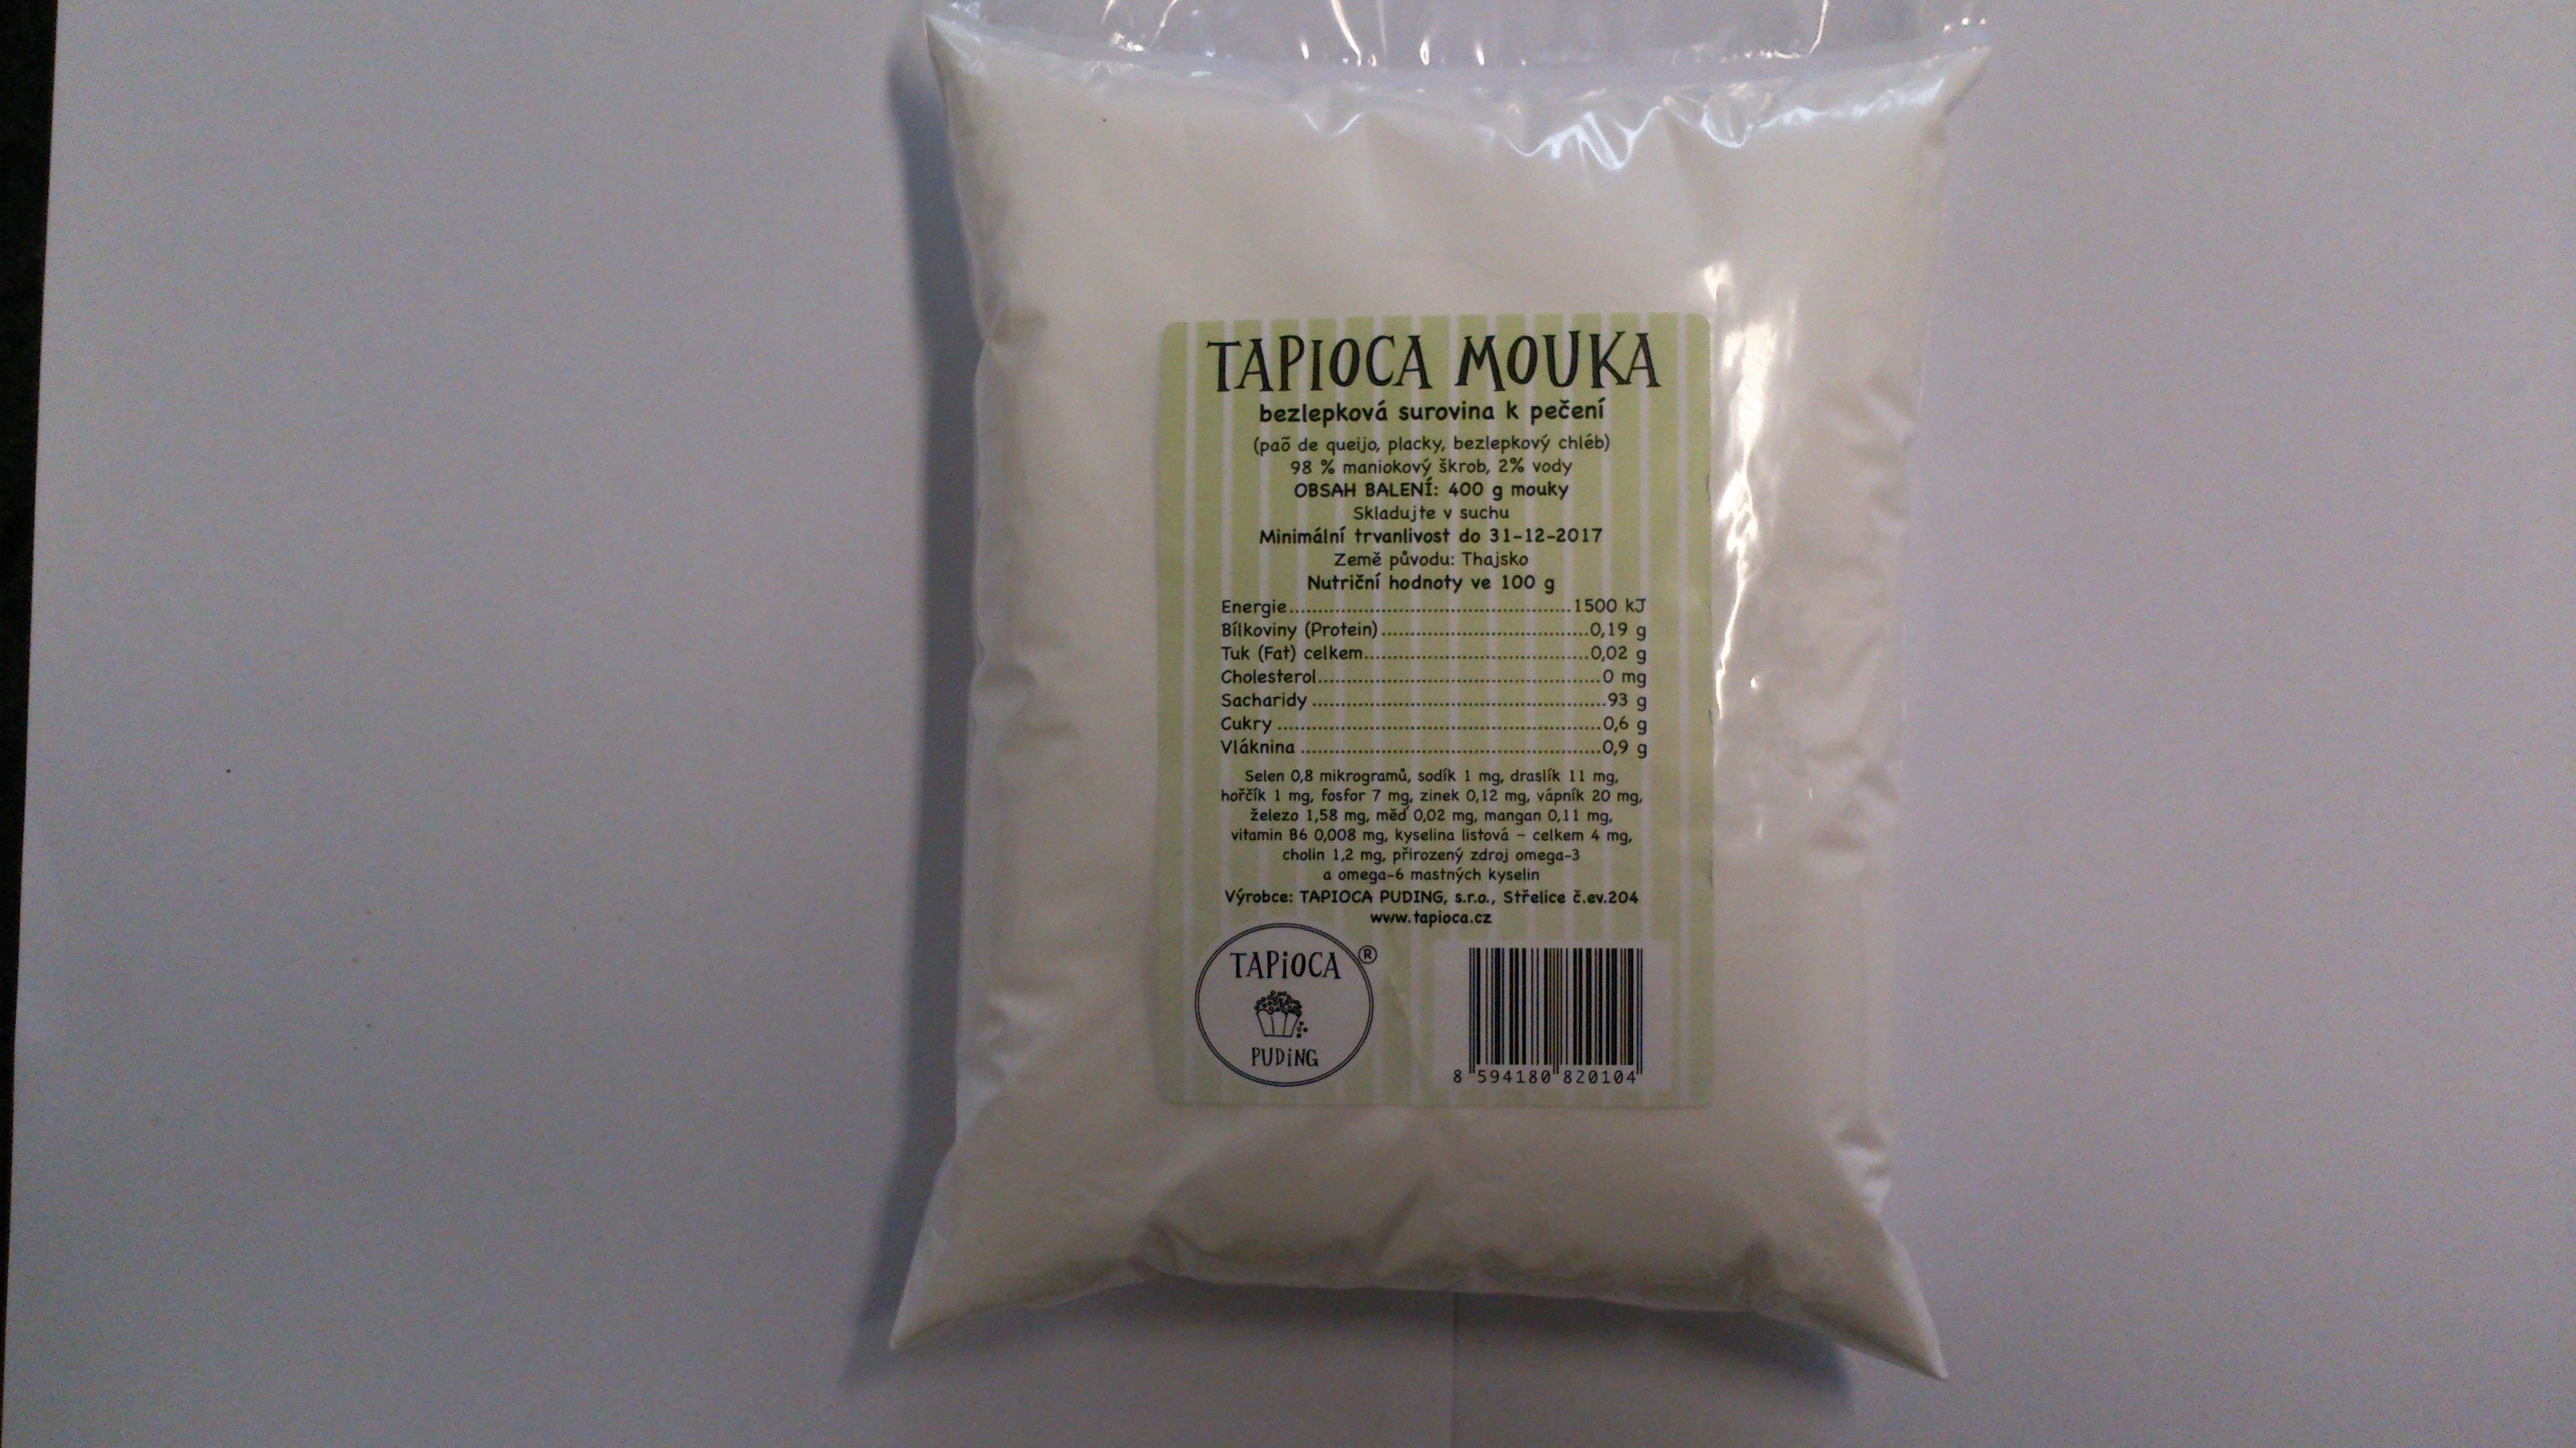 TAPIOCA MOUKA
bezlepková surovina k pečení
(paõ de queijo, placky, bezlepkový chléb)
98 % maniokový škrob, 2% vody
OBSAH BALENÍ: 400 g mouky
Skladujte v suchu
Minimální trvanlivost do 31-12-2017
Země původu: Thajsko
Nutriční hodnoty ve 100 g
Energie..........................................1500 kJ
Bílkoviny (Protein)..............................0,19 g
Tuk (Fat) celkem.................................0,02 g
Cholesterol......................................0 mg
Sacharidy .......................................93 g
Cukry ...........................................0,6 g
Vláknina ........................................0,9 g
Selen 0,8 mikrogramů, sodík 1 mg, draslík 11 mg,
hořčík 1 mg, fosfor 7 mg, zinek 0,12 mg, vápník 20 mg,
železo 1,58 mg, měď 0,02 mg, mangan 0,11 mg,
vitamin B6 0,008 mg, kyselina listová – celkem 4 mg,
cholin 1,2 mg, přirozený zdroj omega-3
a omega-6 mastných kyselin
Výrobce: TAPIOCA PUDING, s.r.o., Střelice č.ev.204
www.tapioca.cz
TAPiOCA ®
PUDiNG
8 594180 820104